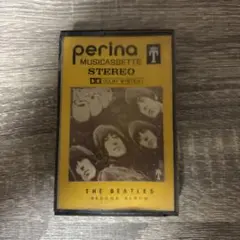 perina
MUSICASSETTE
STEREO
THE BEATLES